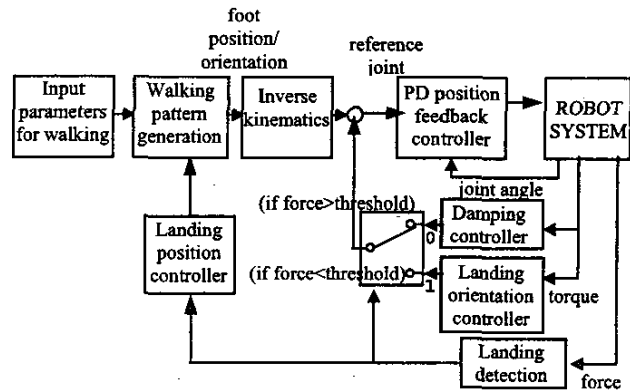 foot
position/
orientation
reference
joint
Input
parameters
for walking
Walking
pattern
generation
Inverse
kinematics
PD position
feedback
controller
ROBOT
SYSTEM
joint angle
(if force>threshold)
0
Damping
controller
Landing
position
controller
(if force<threshold)
1
Landing
orientation
controller
torque
Landing
detection
force